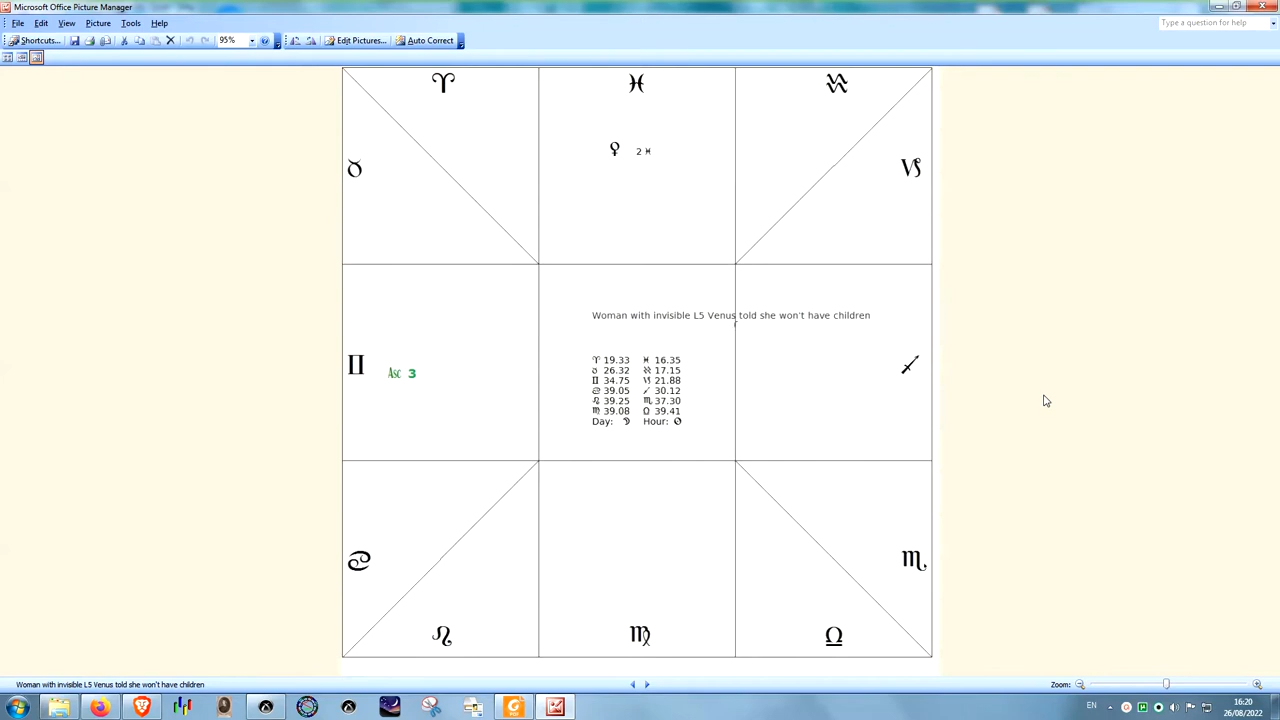 Microsoft Office Picture Manager
File Edit View Picture Tools Help
Type a question for help
Shortcuts... 95% Edit Pictures... Auto Correct
♈ ♓ ♒
♀ 2 ♓
♉ ♑
Woman with invisible L5 Venus told she won't have children
♈ 19.33 ♓ 16.35
♉ 26.32 ♒ 17.15
♊ 34.75 ♑ 21.88
♋ 39.05 ♐ 30.12
♌ 39.25 ♏ 37.30
♍ 39.08 ♎ 39.41
Day: ☽ Hour: ☉
♊ Asc 3 ♐
♋ ♏
♌ ♍ ♎
Woman with invisible L5 Venus told she won't have children
Zoom:
EN
16:20
26/08/2022